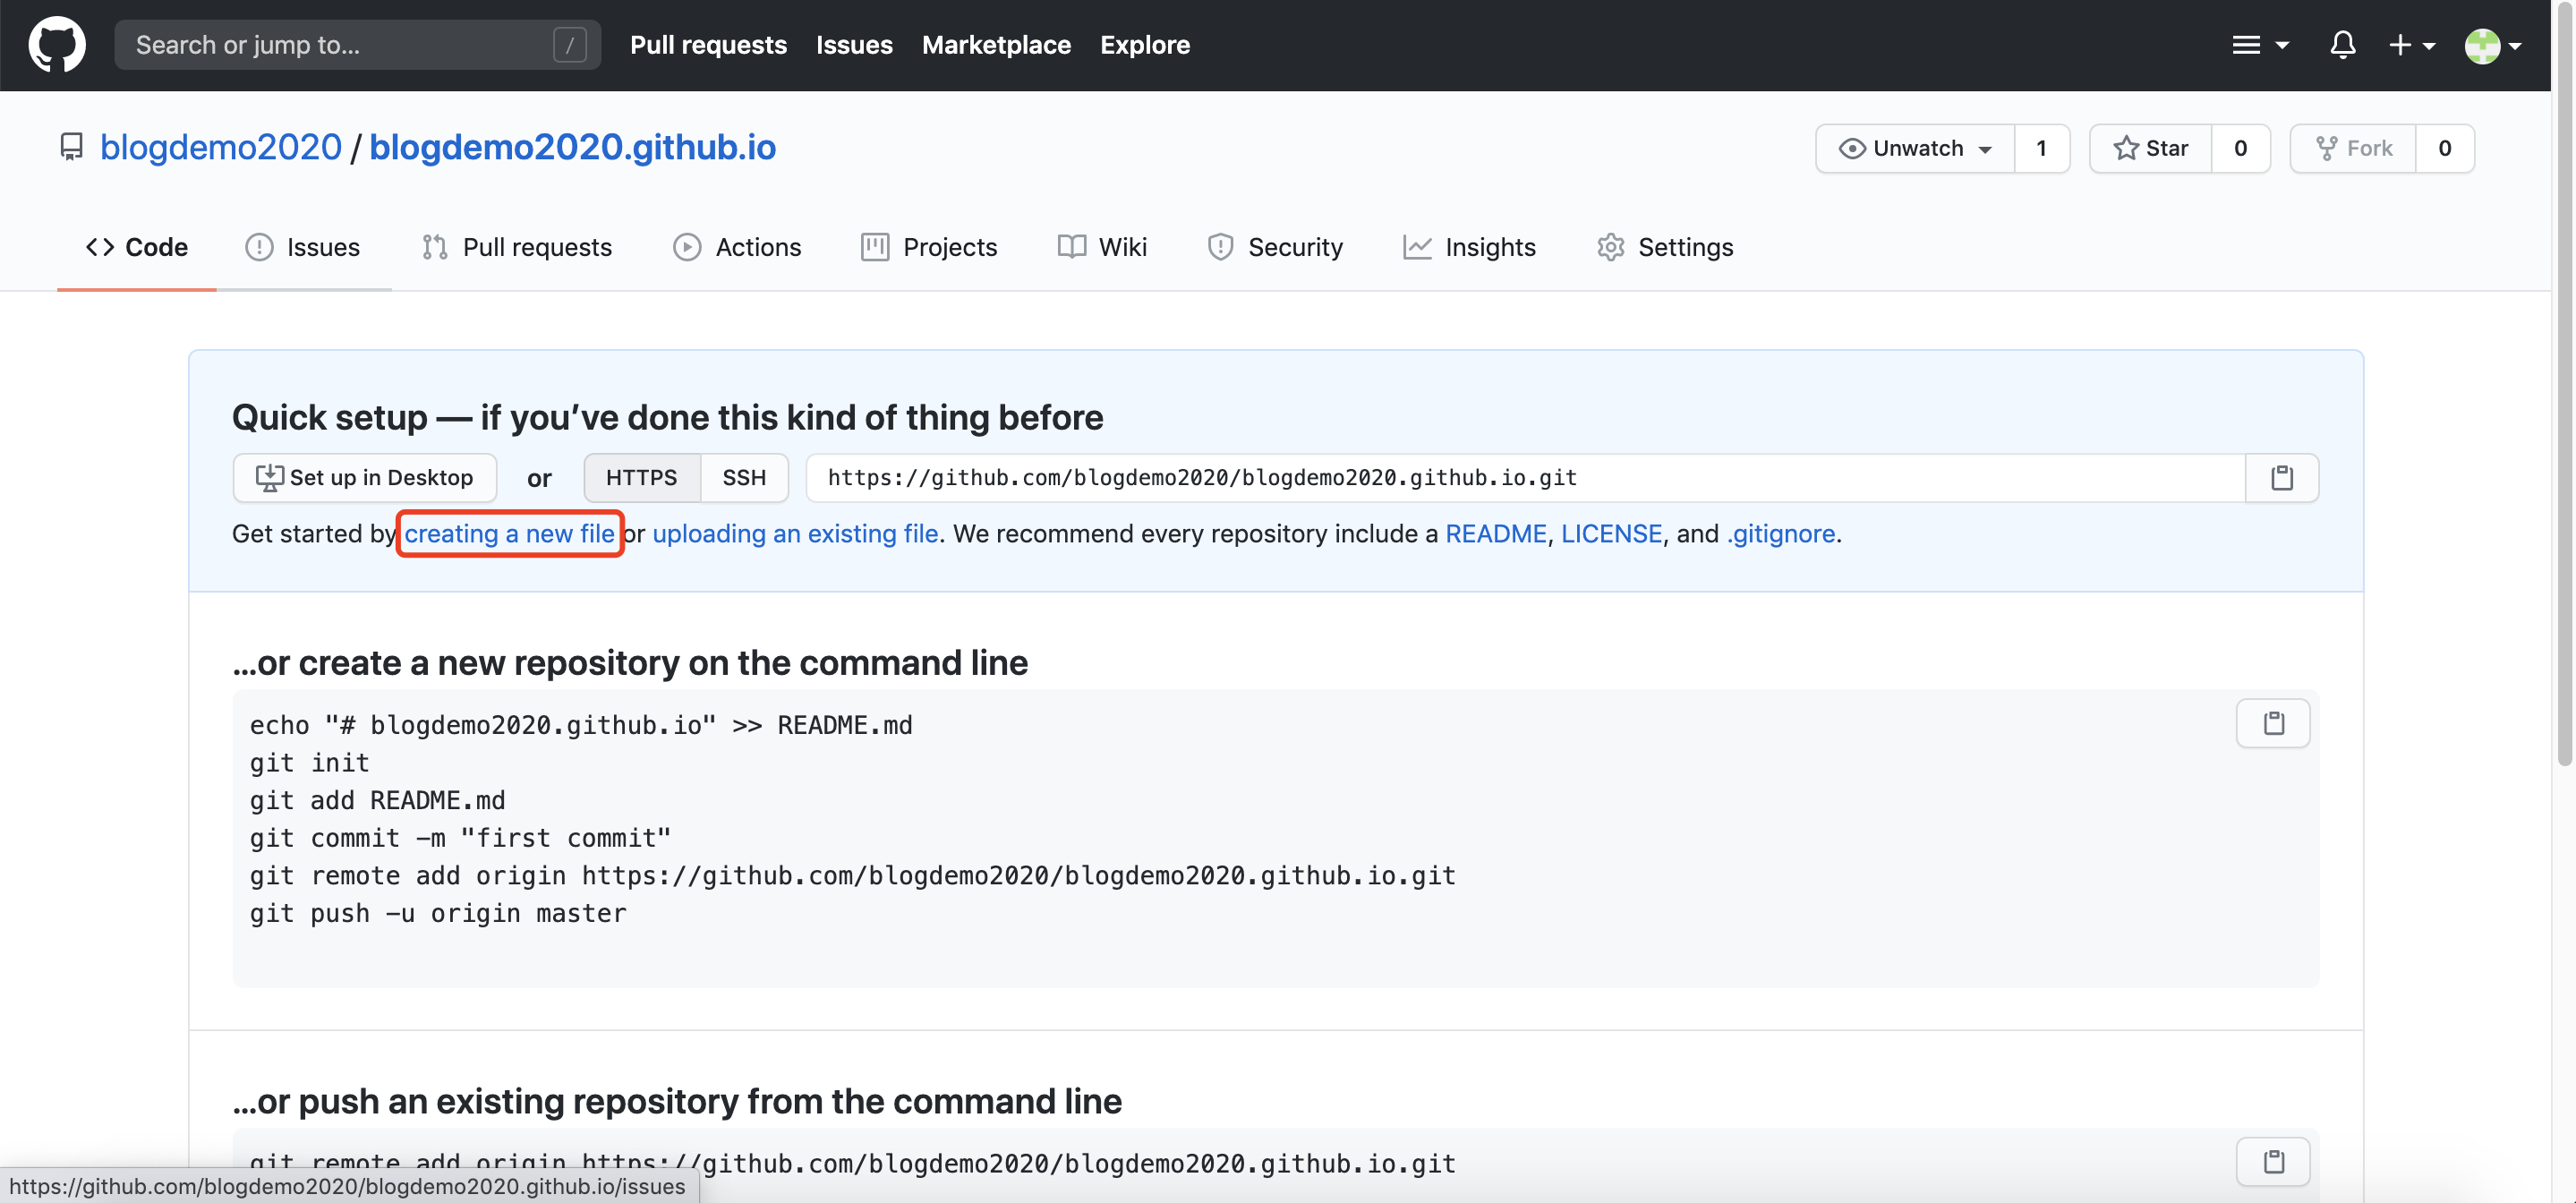 Search or jump to... / Pull requests Issues Marketplace Explore
blogdemo2020 / blogdemo2020.github.io Unwatch 1 Star 0 Fork 0
Code Issues Pull requests Actions Projects Wiki Security Insights Settings
Quick setup — if you’ve done this kind of thing before
Set up in Desktop or HTTPS SSH https://github.com/blogdemo2020/blogdemo2020.github.io.git
Get started by creating a new file or uploading an existing file. We recommend every repository include a README, LICENSE, and .gitignore.
…or create a new repository on the command line
echo "# blogdemo2020.github.io" >> README.md
git init
git add README.md
git commit -m "first commit"
git remote add origin https://github.com/blogdemo2020/blogdemo2020.github.io.git
git push -u origin master
…or push an existing repository from the command line
git remote add origin https://github.com/blogdemo2020/blogdemo2020.github.io.git
https://github.com/blogdemo2020/blogdemo2020.github.io/issues